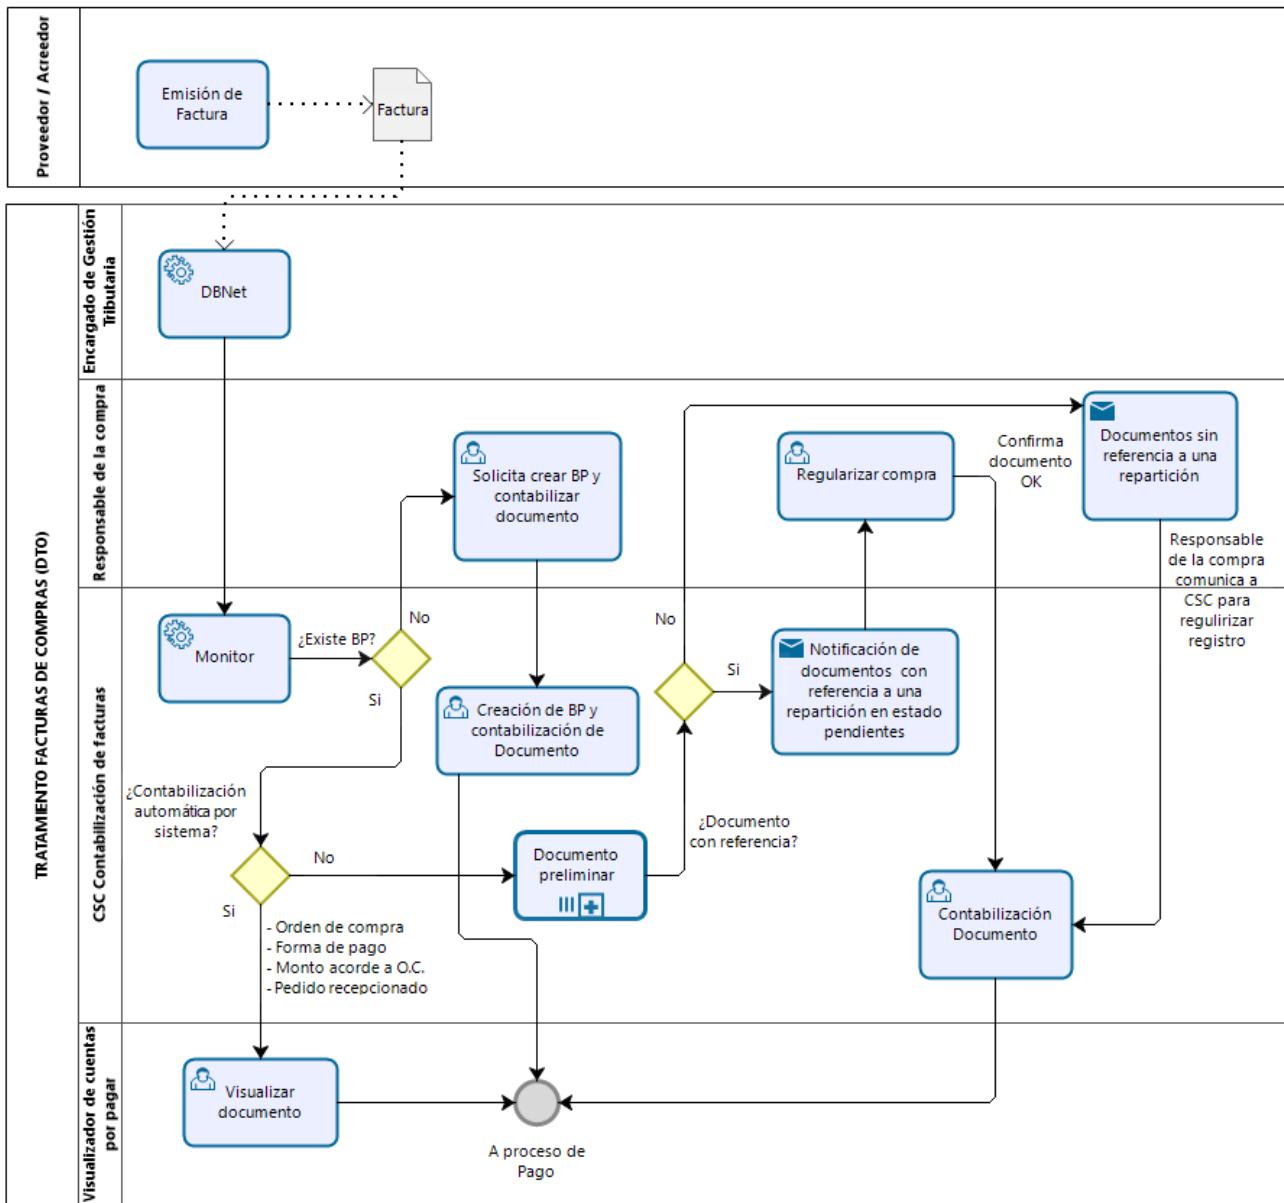 Proveedor / Acreedor
Emisión de
Factura
Factura
TRATAMIENTO FACTURAS DE COMPRAS (DTO)
Encargado de Gestión
Tributaria
DBNet
Responsable de la compra
Solicita crear BP y
contabilizar
documento
Regularizar compra
Confirma
documento
OK
Documentos sin
referencia a una
repartición
Responsable
de la compra
comunica a
CSC para
regulirizar
registro
CSC Contabilización de facturas
Monitor
¿Existe BP?
No
Si
Creación de BP y
contabilización de
Documento
No
Si
Notificación de
documentos con
referencia a una
repartición en estado
pendientes
¿Contabilización
automática por
sistema?
No
Si
Documento
preliminar
¿Documento
con referencia?
- Orden de compra
- Forma de pago
- Monto acorde a O.C.
- Pedido recepcionado
Contabilización
Documento
Visualizador de cuentas
por pagar
Visualizar
documento
A proceso de
Pago